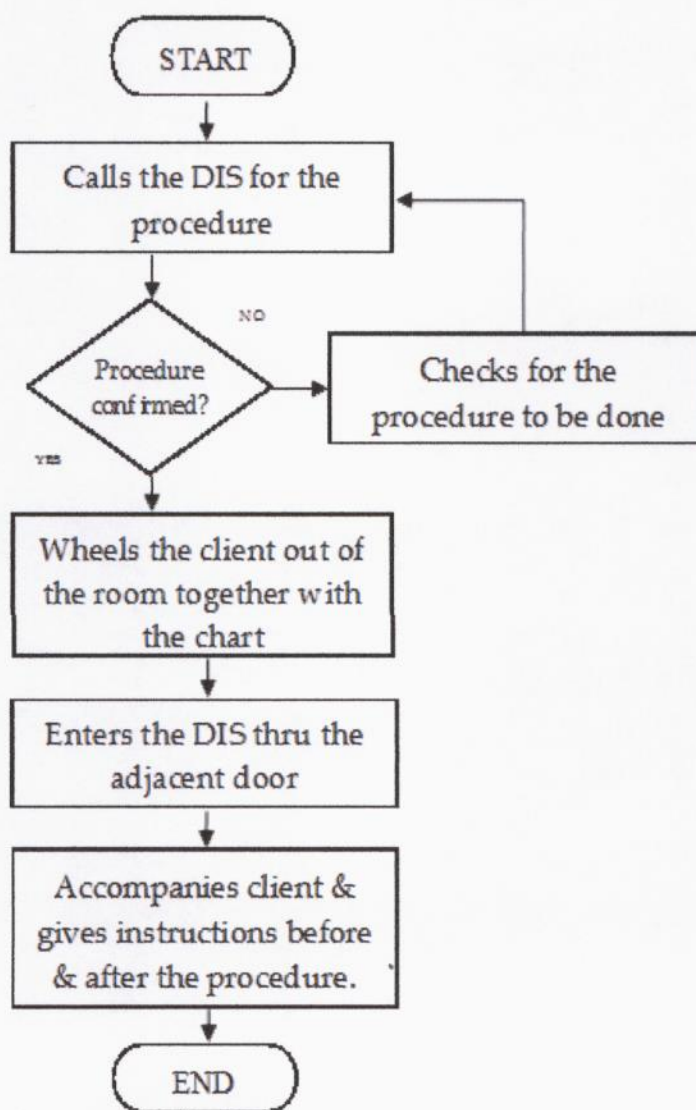 START
Calls the DIS for the
procedure
NO
Procedure
confirmed?
Checks for the
procedure to be done
YES
Wheels the client out of
the room together with
the chart
Enters the DIS thru the
adjacent door
Accompanies client &
gives instructions before
& after the procedure.
END